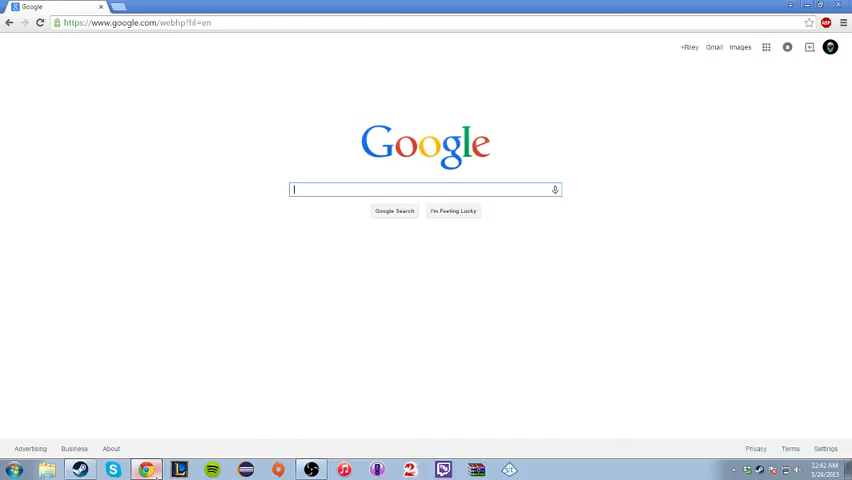 Google
https://www.google.com/webhp?hl=en
ABP
+Riley Gmail Images
Google
Google Search I'm Feeling Lucky
Advertising Business About Privacy Terms Settings
12:42 AM
5/24/2015